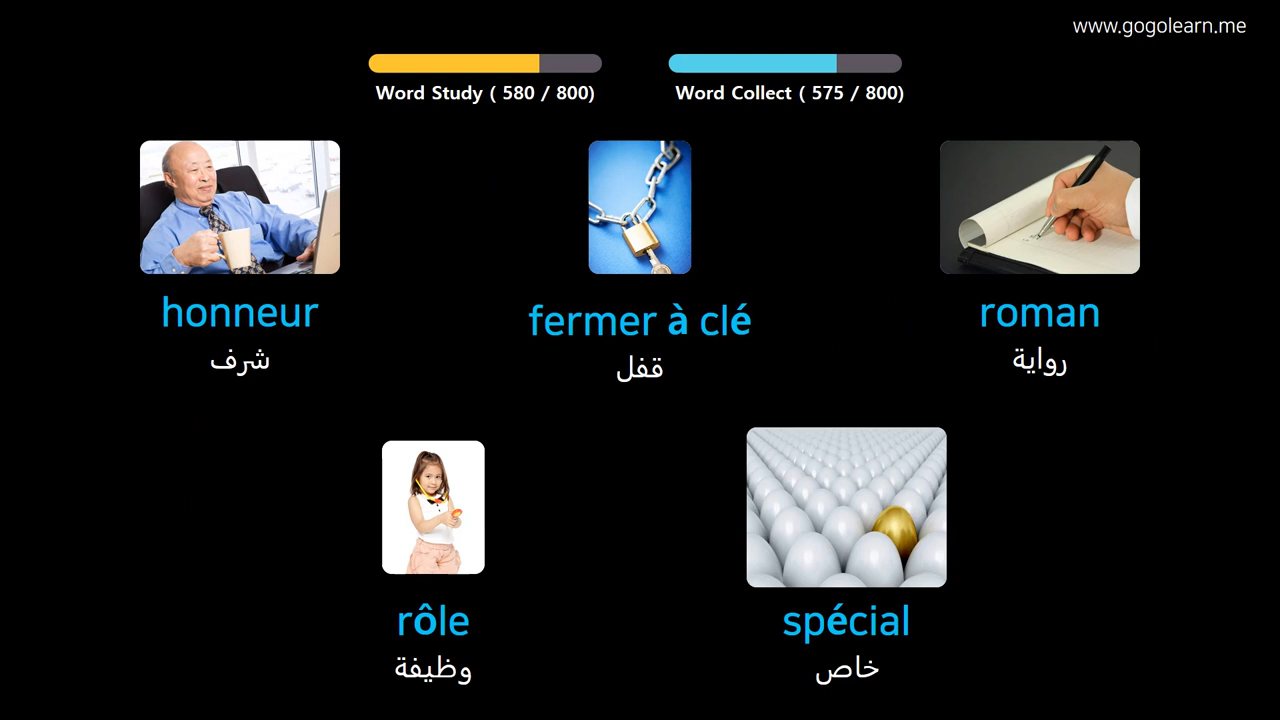 www.gogolearn.me
Word Study ( 580 / 800)
Word Collect ( 575 / 800)
honneur
شرف
fermer à clé
قفل
roman
رواية
rôle
وظيفة
spécial
خاص